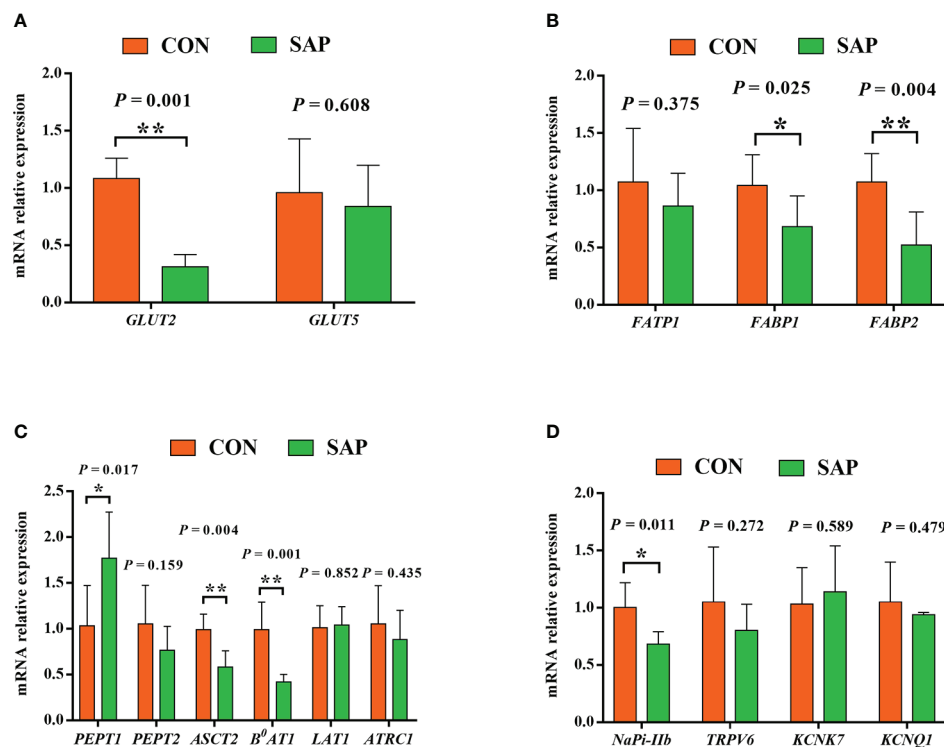 A
CON SAP
mRNA relative expression
2.0
1.5
1.0
0.5
0.0
P = 0.001
**
P = 0.608
GLUT2 GLUT5
B
CON SAP
mRNA relative expression
2.0
1.5
1.0
0.5
0.0
P = 0.375
P = 0.025
*
P = 0.004
**
FATP1 FABP1 FABP2
C
CON SAP
mRNA relative expression
2.5
2.0
1.5
1.0
0.5
0.0
P = 0.017
*
P = 0.159
P = 0.004
**
P = 0.001
**
P = 0.852
P = 0.435
PEPT1 PEPT2 ASCT2 B⁰AT1 LAT1 ATRC1
D
CON SAP
mRNA relative expression
2.0
1.5
1.0
0.5
0.0
P = 0.011
*
P = 0.272
P = 0.589
P = 0.479
NaPi-IIb TRPV6 KCNK7 KCNQ1